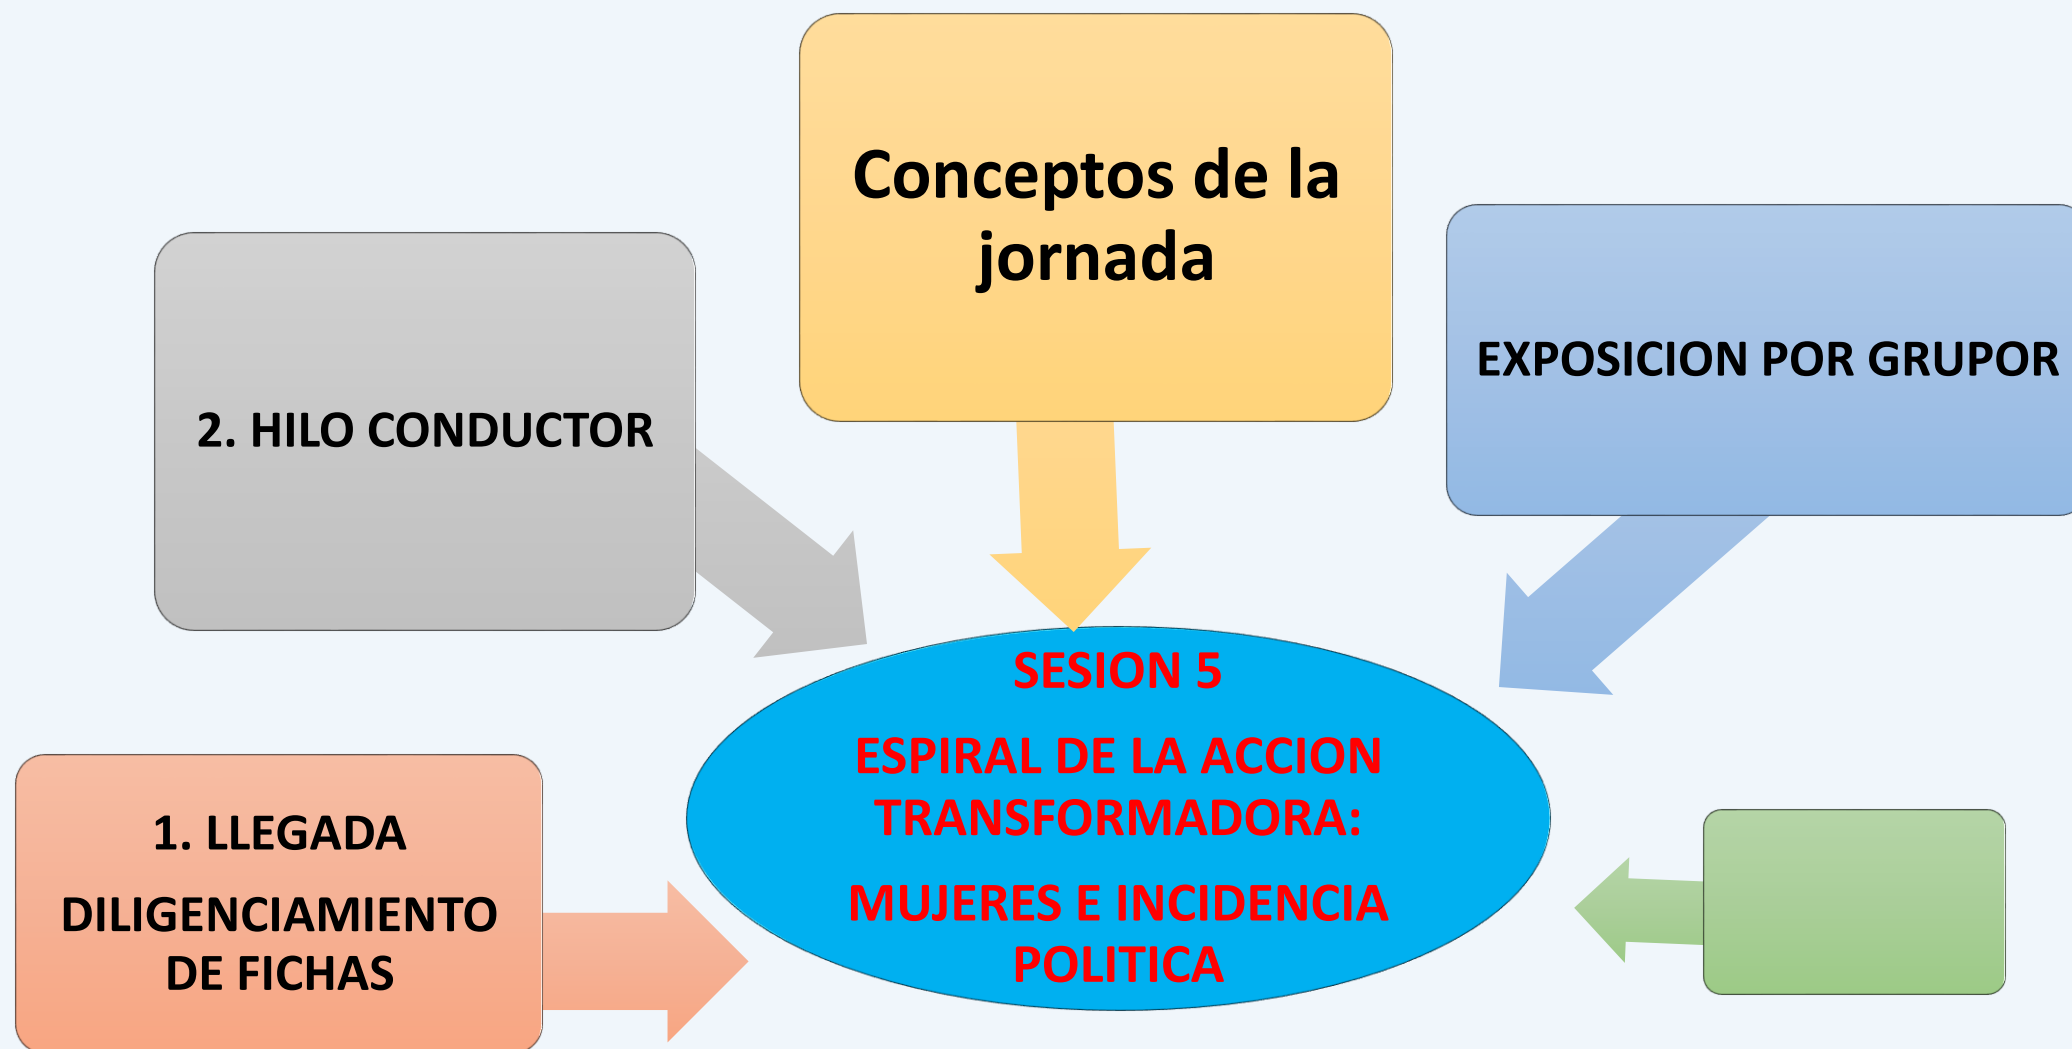 Conceptos de la
jornada
2. HILO CONDUCTOR
EXPOSICION POR GRUPOR
SESION 5
ESPIRAL DE LA ACCION
TRANSFORMADORA:
MUJERES E INCIDENCIA
POLITICA
1. LLEGADA
DILIGENCIAMIENTO
DE FICHAS